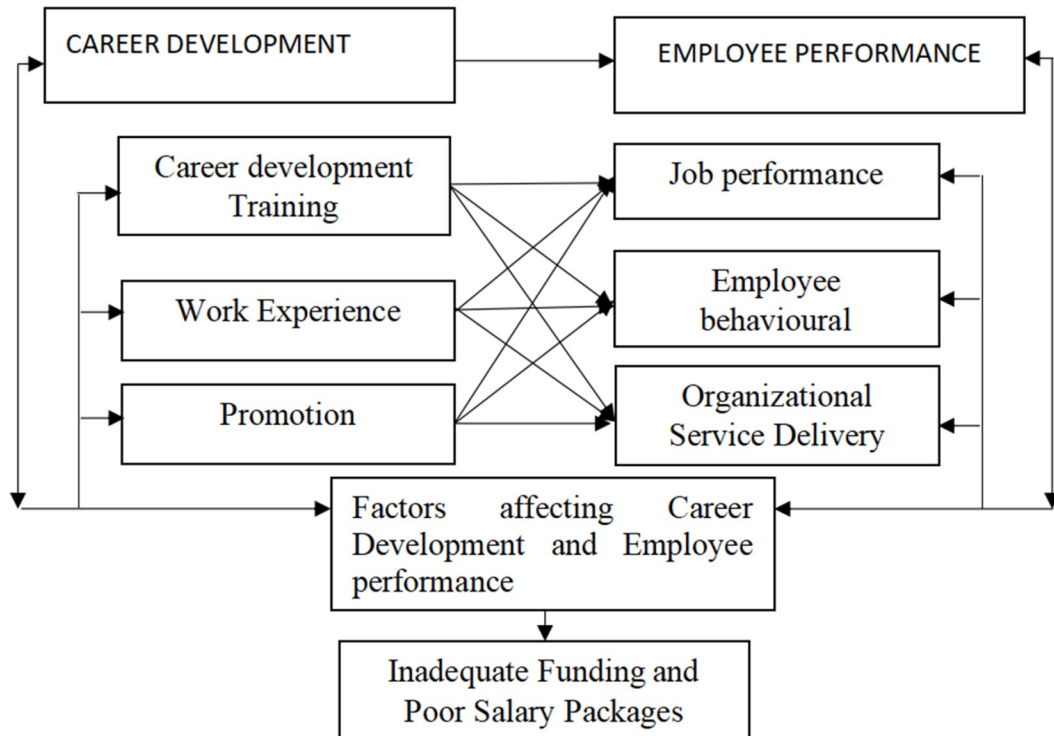 CAREER DEVELOPMENT
EMPLOYEE PERFORMANCE
Career development
Training
Job performance
Work Experience
Employee
behavioural
Promotion
Organizational
Service Delivery
Factors affecting Career
Development and Employee
performance
Inadequate Funding and
Poor Salary Packages